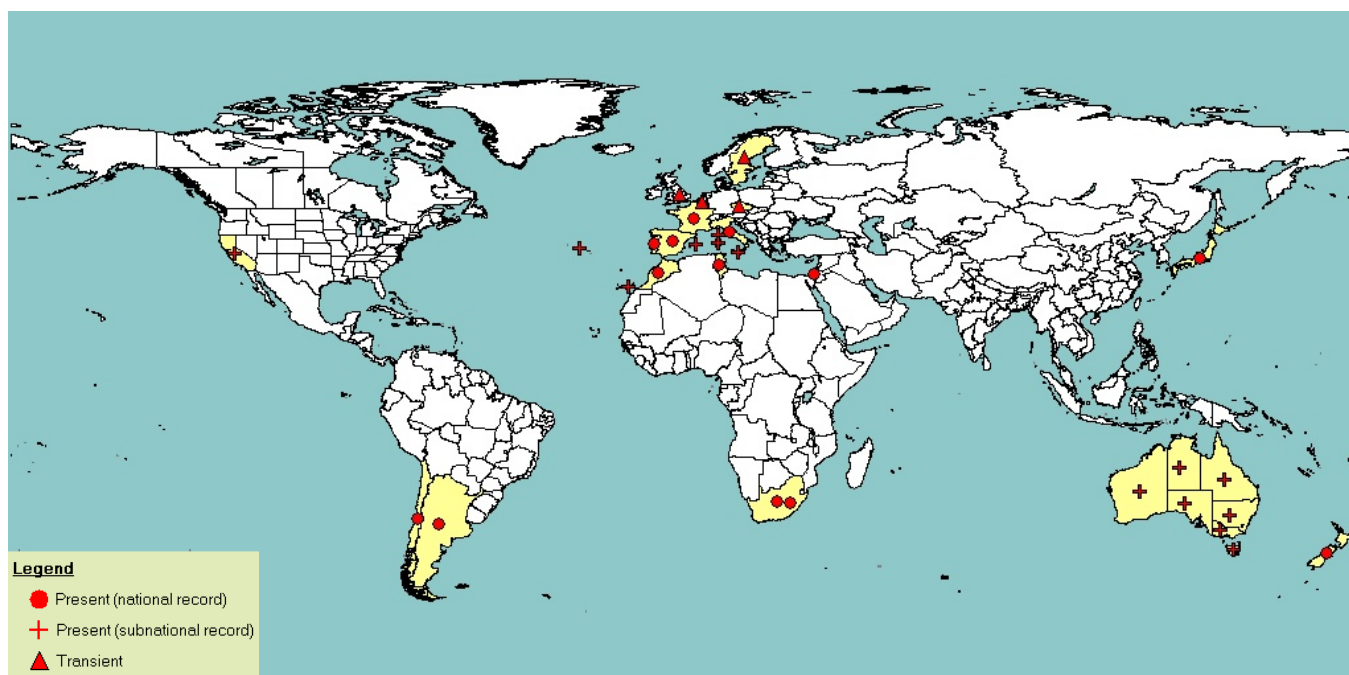 Legend
Present (national record)
Present (subnational record)
Transient